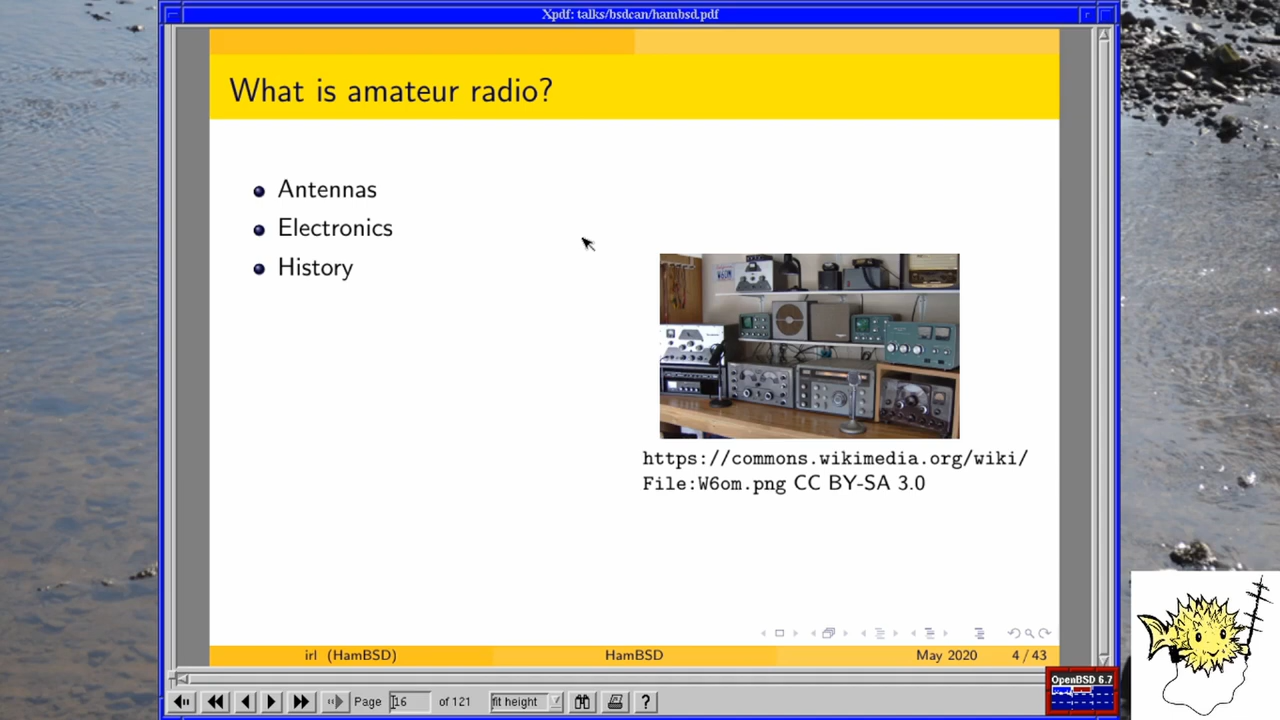 Xpdf: talks/bsdcan/hambsd.pdf
What is amateur radio?
Antennas
Electronics
History
https://commons.wikimedia.org/wiki/
File:W6om.png CC BY-SA 3.0
irl (HamBSD) HamBSD May 2020 4 / 43
OpenBSD 6.7
Page 16 of 121 fit height ?